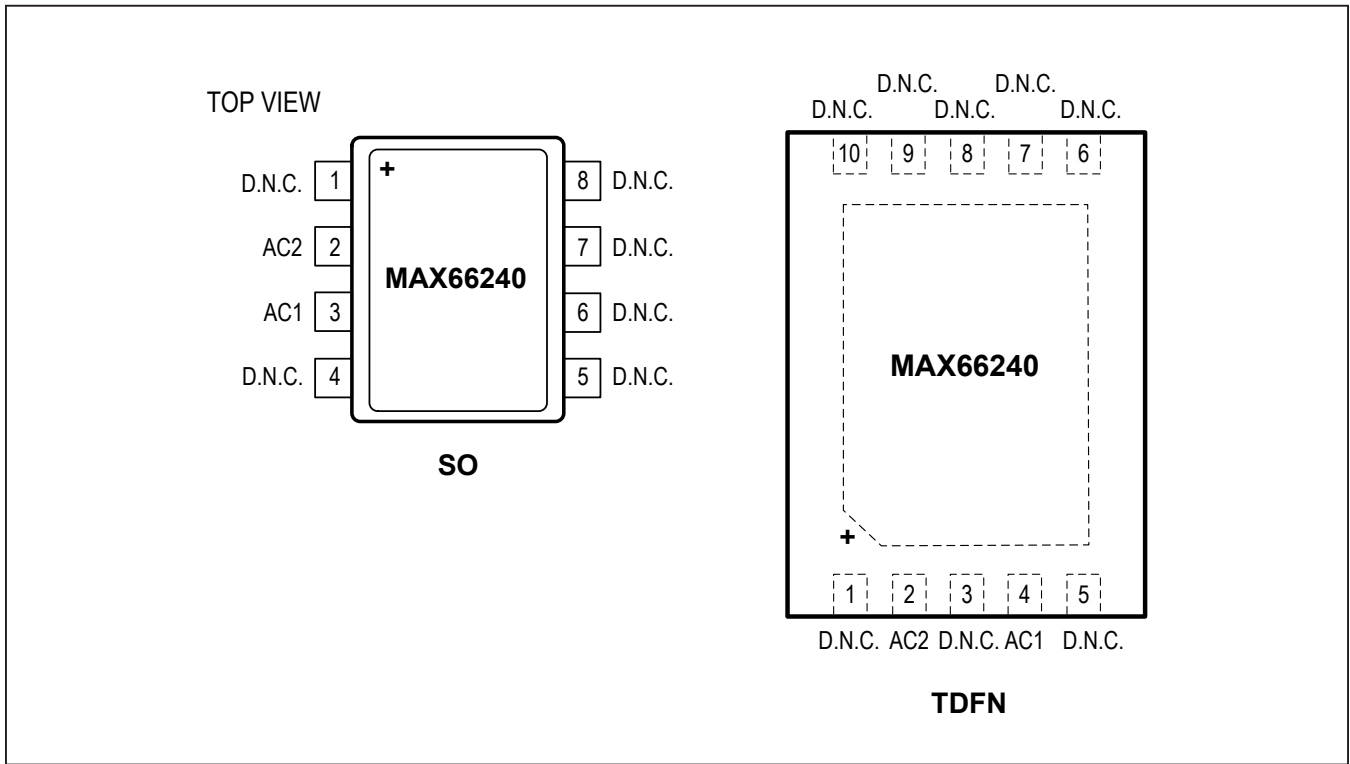 TOP VIEW
D.N.C. 1 + 8 D.N.C.
AC2 2 7 D.N.C.
MAX66240
AC1 3 6 D.N.C.
D.N.C. 4 5 D.N.C.
SO
D.N.C. D.N.C.
D.N.C. D.N.C. D.N.C.
10 9 8 7 6
MAX66240
+
1 2 3 4 5
D.N.C. AC2 D.N.C. AC1 D.N.C.
TDFN